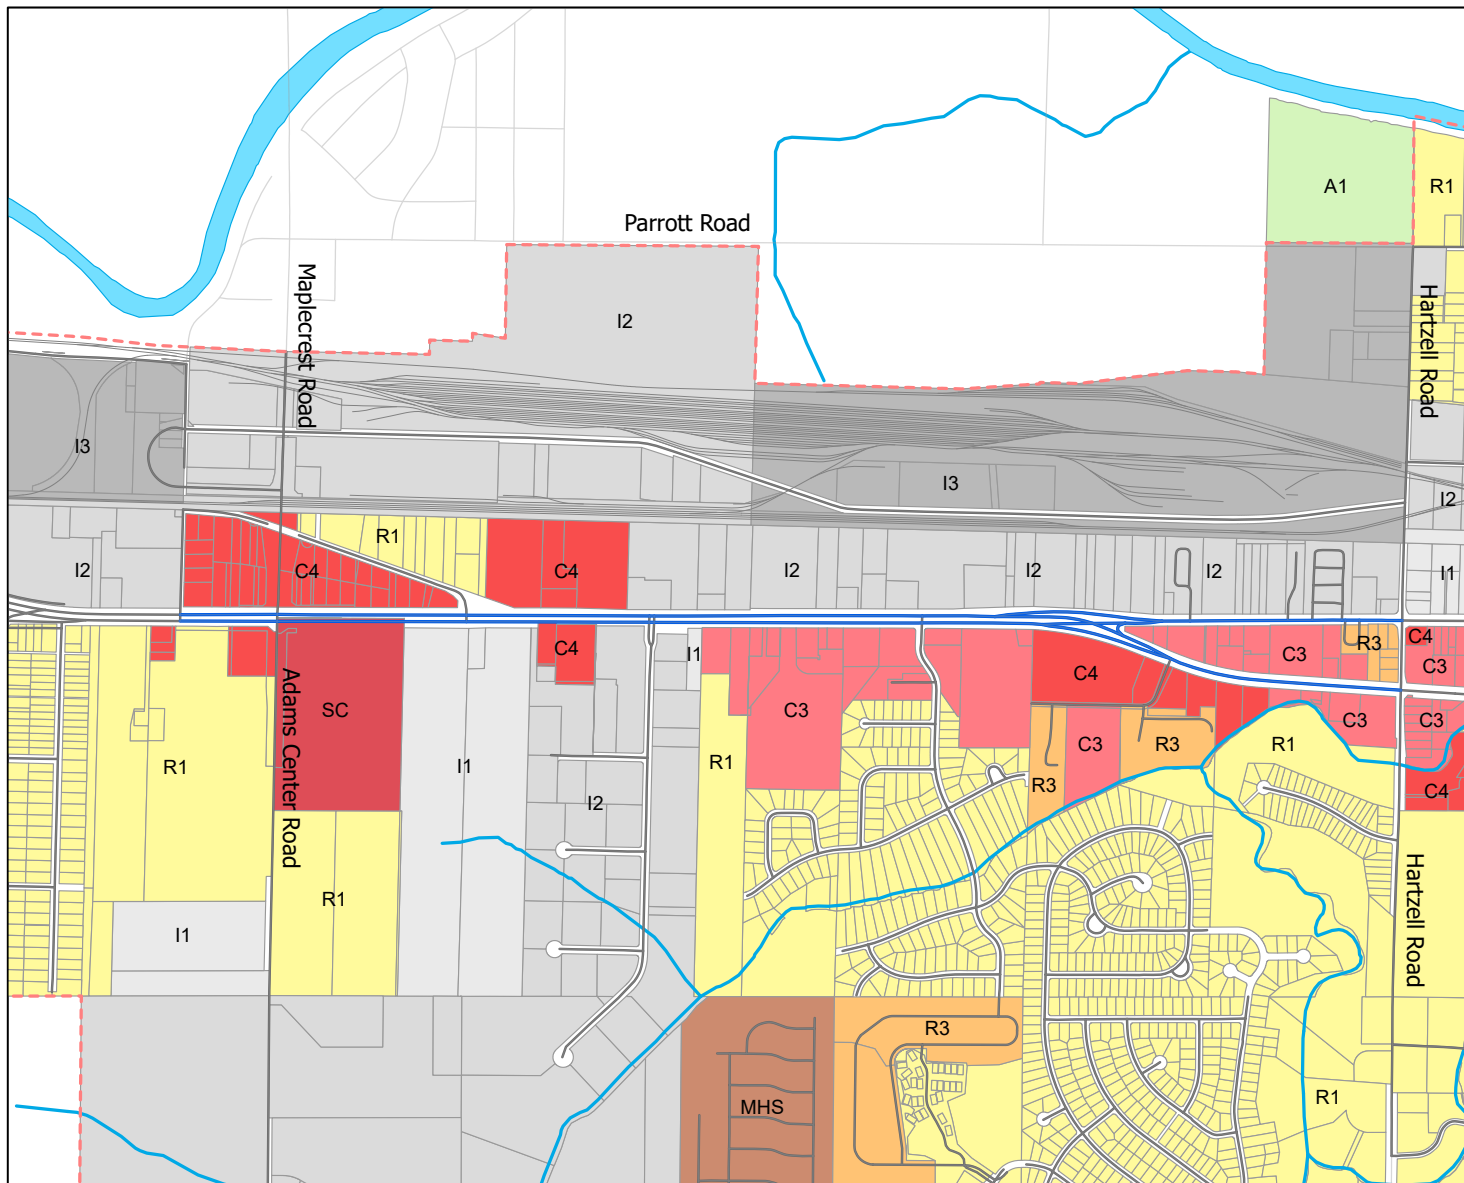 A1
R1
Parrott Road
Maplecrest Road
I2
Hartzell Road
I3
I3
I2
R1
I2
C4
C4
I2
I2
I2
I1
C4
I1
C3
R3
C4
C3
C4
SC
C3
C3
C3
Adams Center Road
R1
I1
R1
C3
R3
R1
R3
C4
I2
R1
Hartzell Road
I1
R3
MHS
R1